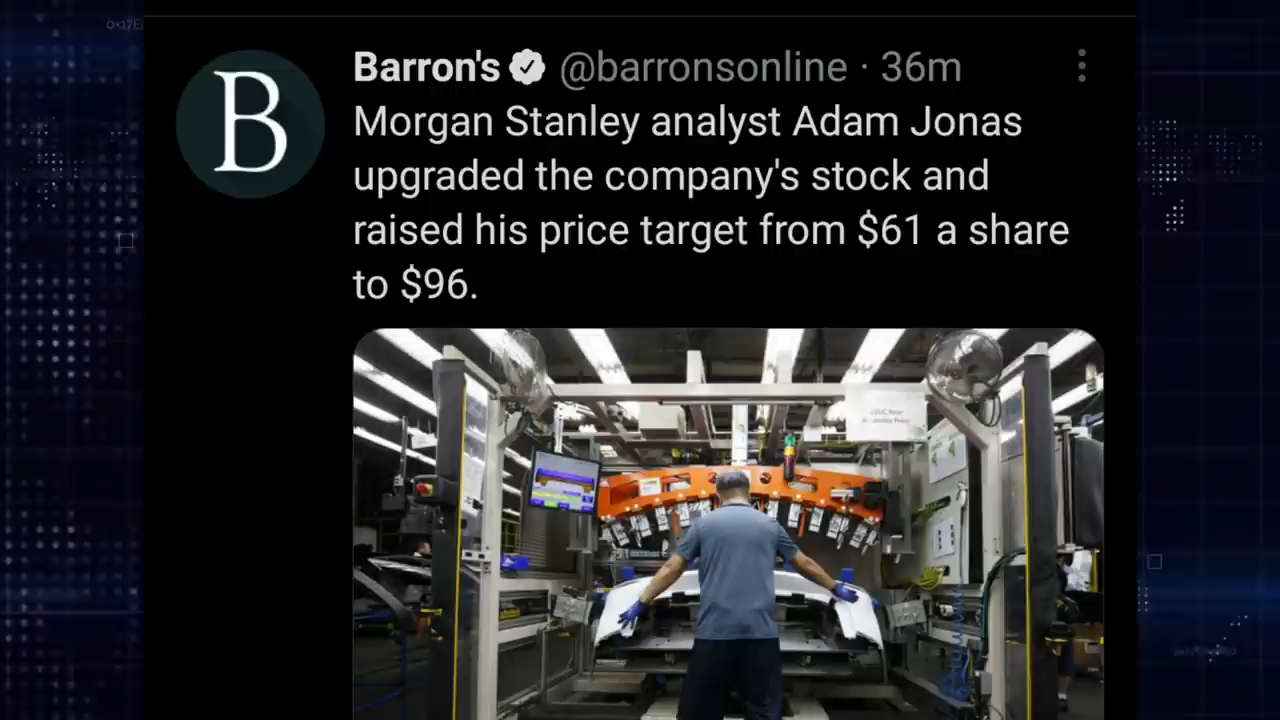 B
Barron's @barronsonline · 36m
Morgan Stanley analyst Adam Jonas
upgraded the company's stock and
raised his price target from $61 a share
to $96.